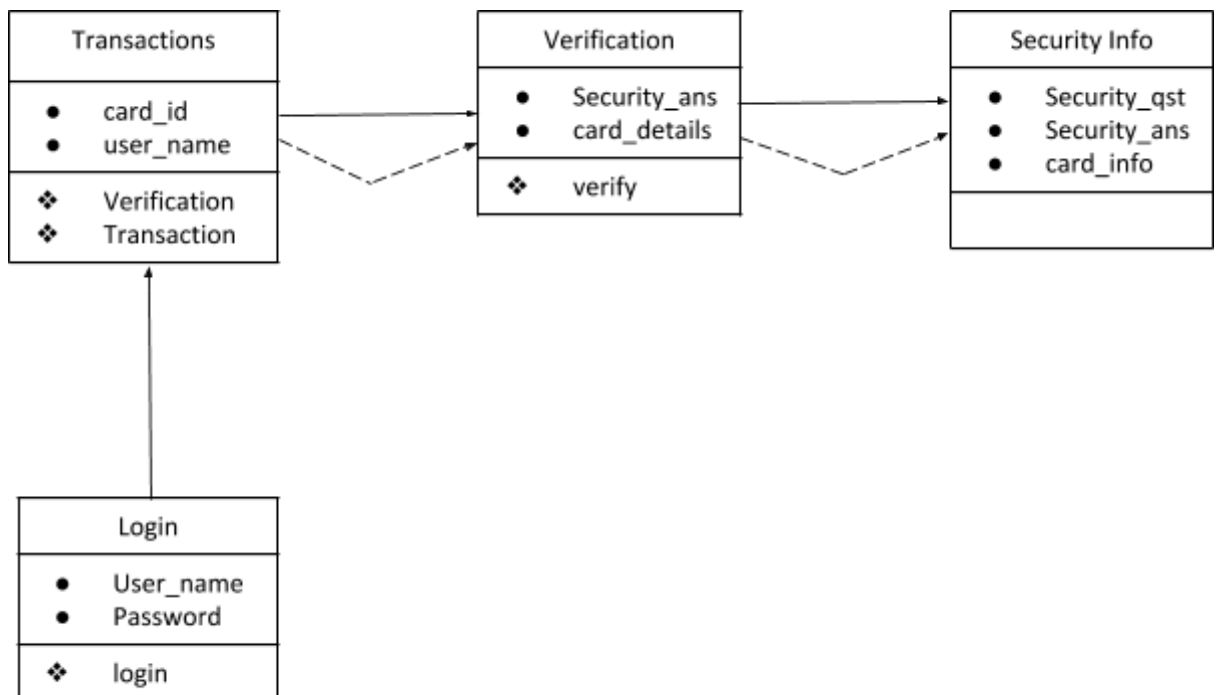 Transactions
card_id
user_name
Verification
Transaction
Verification
Security_ans
card_details
verify
Security Info
Security_qst
Security_ans
card_info
Login
User_name
Password
login